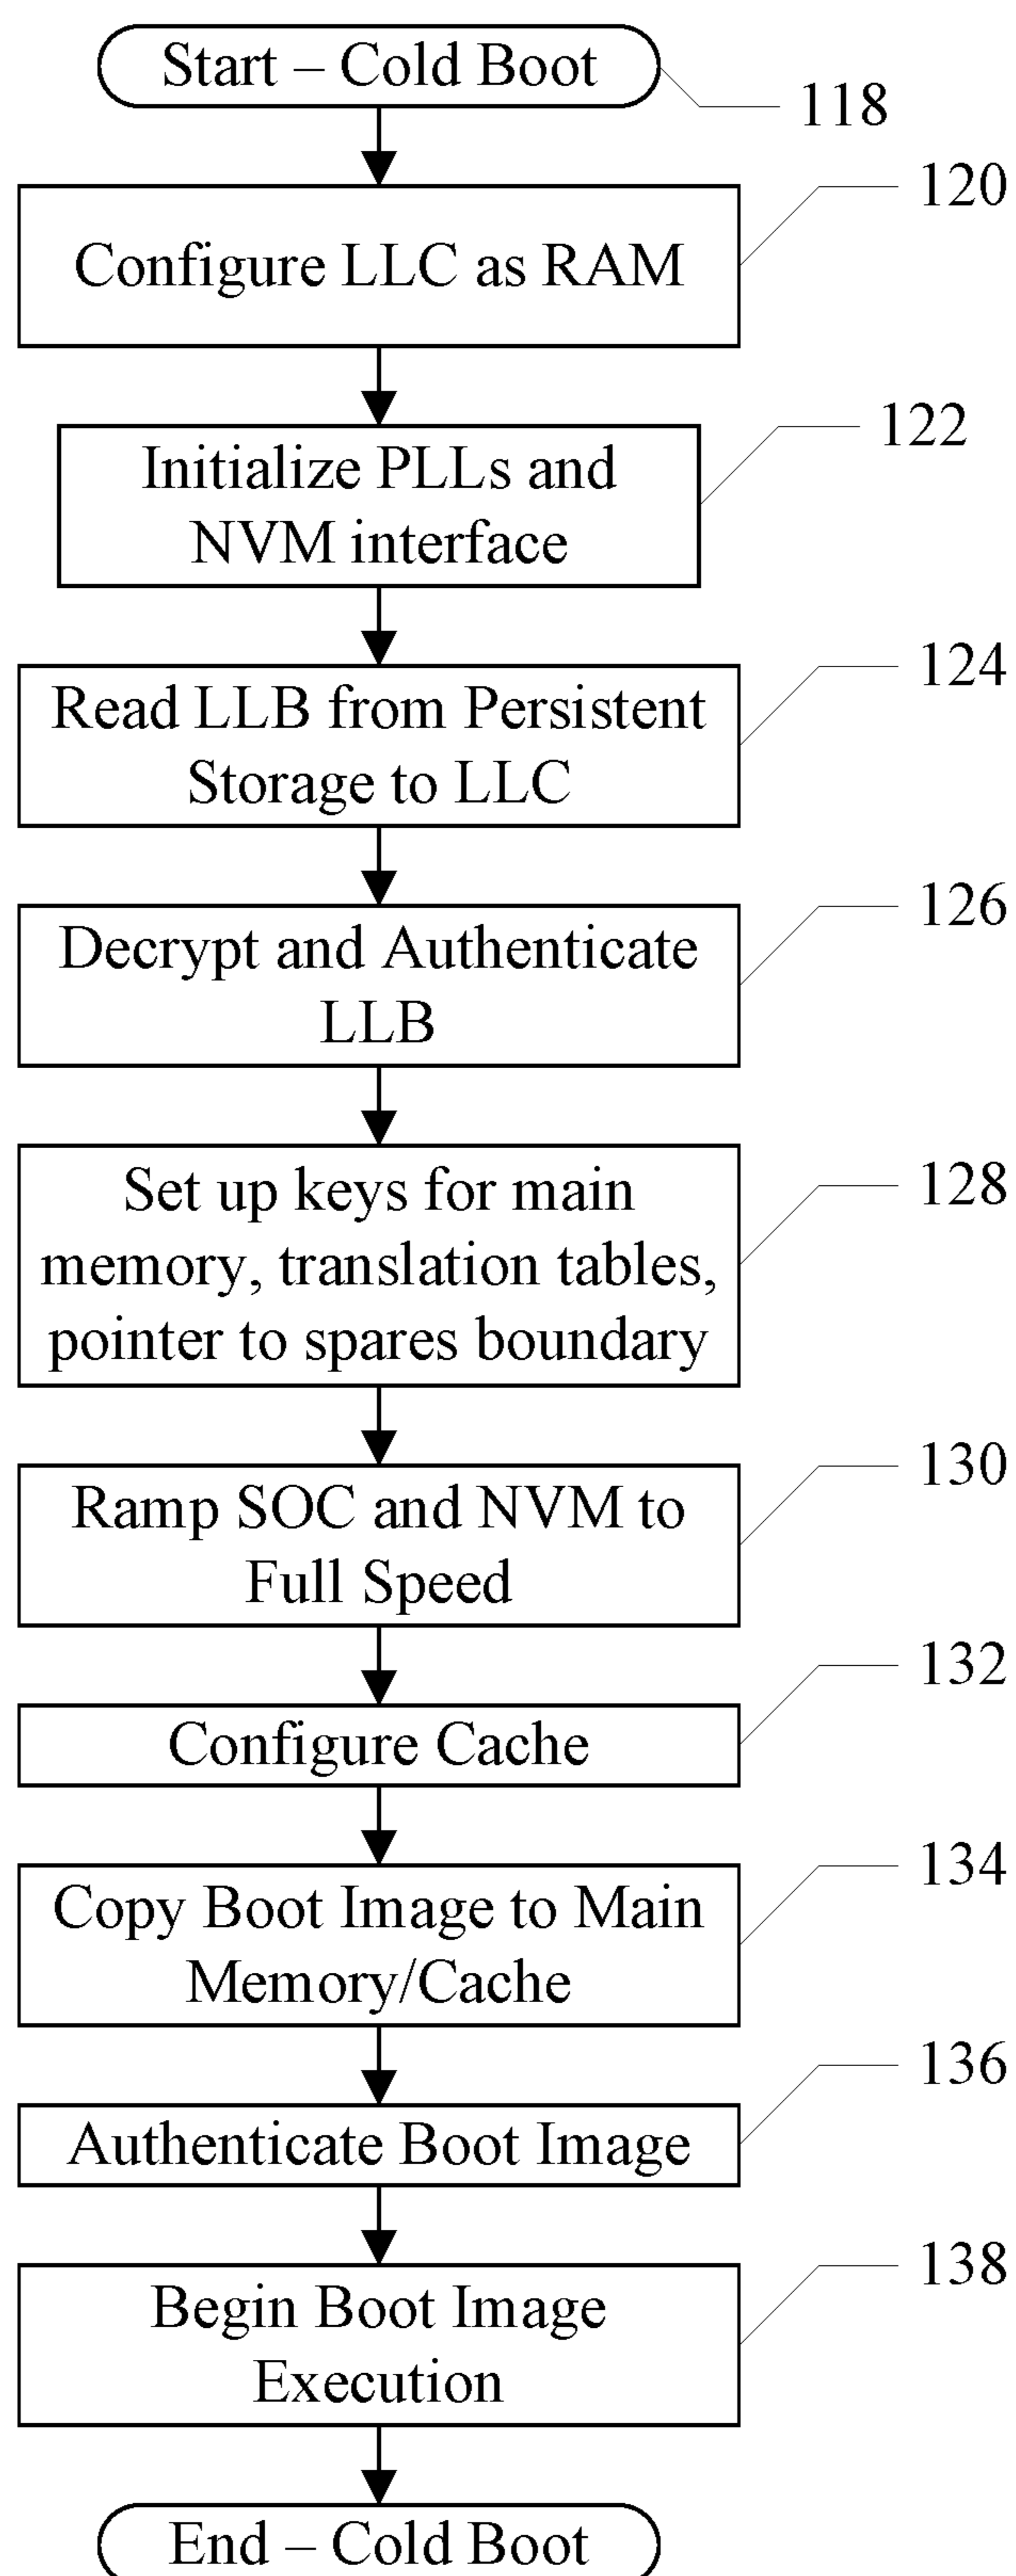 Start – Cold Boot
118
120
Configure LLC as RAM
122
Initialize PLLs and
NVM interface
124
Read LLB from Persistent
Storage to LLC
126
Decrypt and Authenticate
LLB
128
Set up keys for main
memory, translation tables,
pointer to spares boundary
130
Ramp SOC and NVM to
Full Speed
132
Configure Cache
134
Copy Boot Image to Main
Memory/Cache
136
Authenticate Boot Image
138
Begin Boot Image
Execution
End – Cold Boot